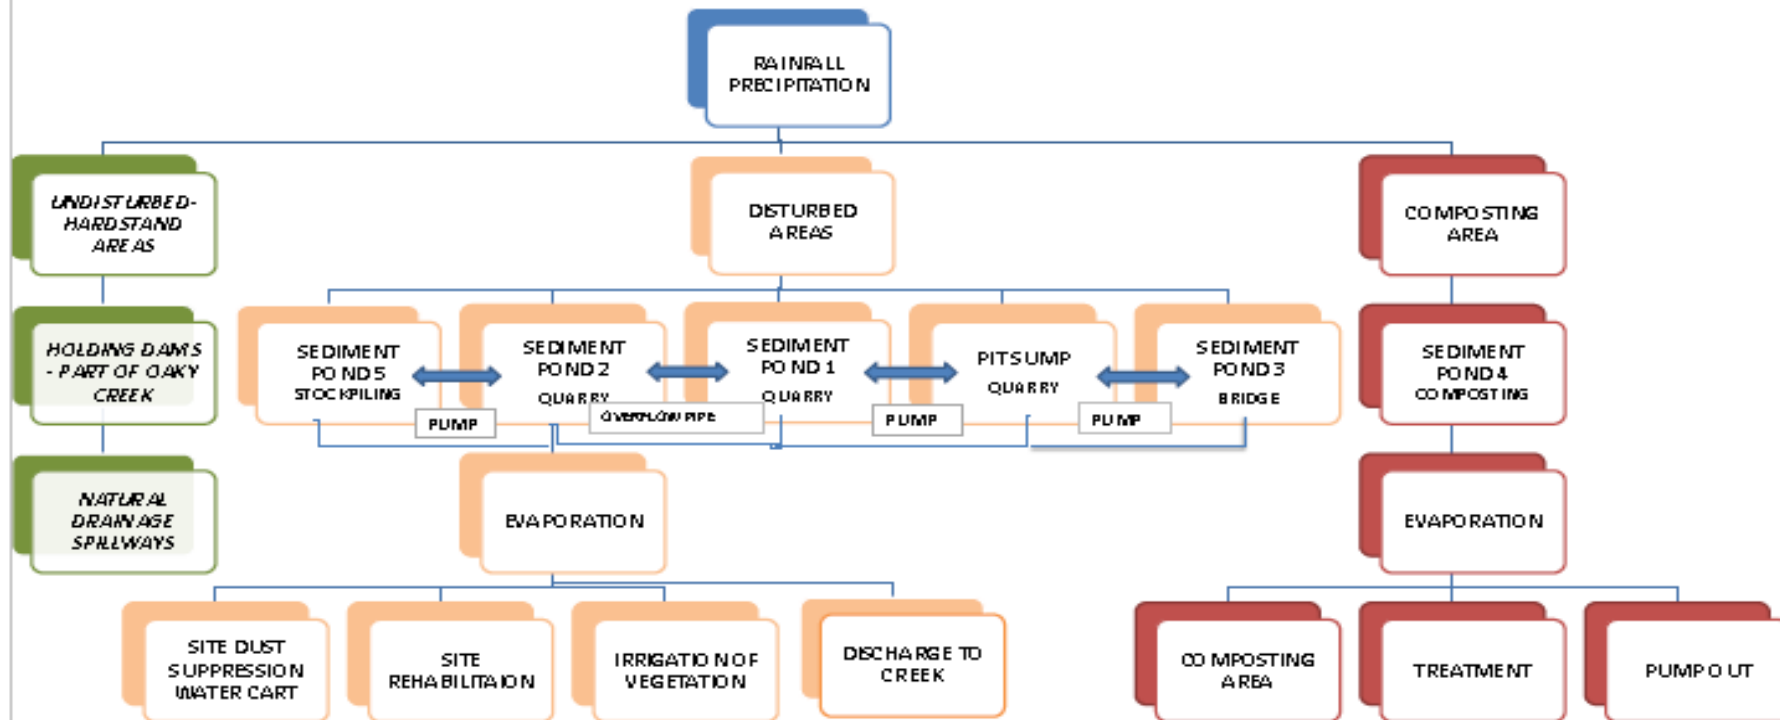 RAINFALL
PRECIPITATION
UNDISTURBED-
HARDSTAND
AREAS
DISTURBED
AREAS
COMPOSTING
AREA
HOLDING DAMS
- PART OF OAKY
CREEK
SEDIMENT
POND 5
STOCKPILING
SEDIMENT
POND 2
QUARRY
SEDIMENT
POND 1
QUARRY
PIT SUMP
QUARRY
SEDIMENT
POND 3
BRIDGE
SEDIMENT
POND 4
COMPOSTING
PUMP
OVERFLOW PIPE
PUMP
PUMP
NATURAL
DRAINAGE
SPILLWAYS
EVAPORATION
EVAPORATION
SITE DUST
SUPPRESSION
WATER CART
SITE
REHABILITAION
IRRIGATION OF
VEGETATION
DISCHARGE TO
CREEK
COMPOSTING
AREA
TREATMENT
PUMP OUT